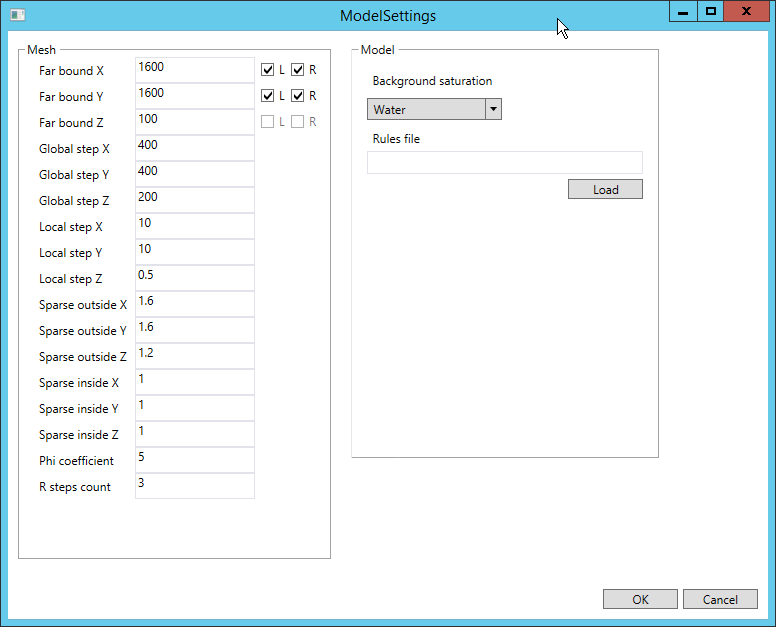 ModelSettings
Mesh
Far bound X 1600 L R
Far bound Y 1600 L R
Far bound Z 100 L R
Global step X 400
Global step Y 400
Global step Z 200
Local step X 10
Local step Y 10
Local step Z 0.5
Sparse outside X 1.6
Sparse outside Y 1.6
Sparse outside Z 1.2
Sparse inside X 1
Sparse inside Y 1
Sparse inside Z 1
Phi coefficient 5
R steps count 3
Model
Background saturation
Water
Rules file
Load
OK Cancel